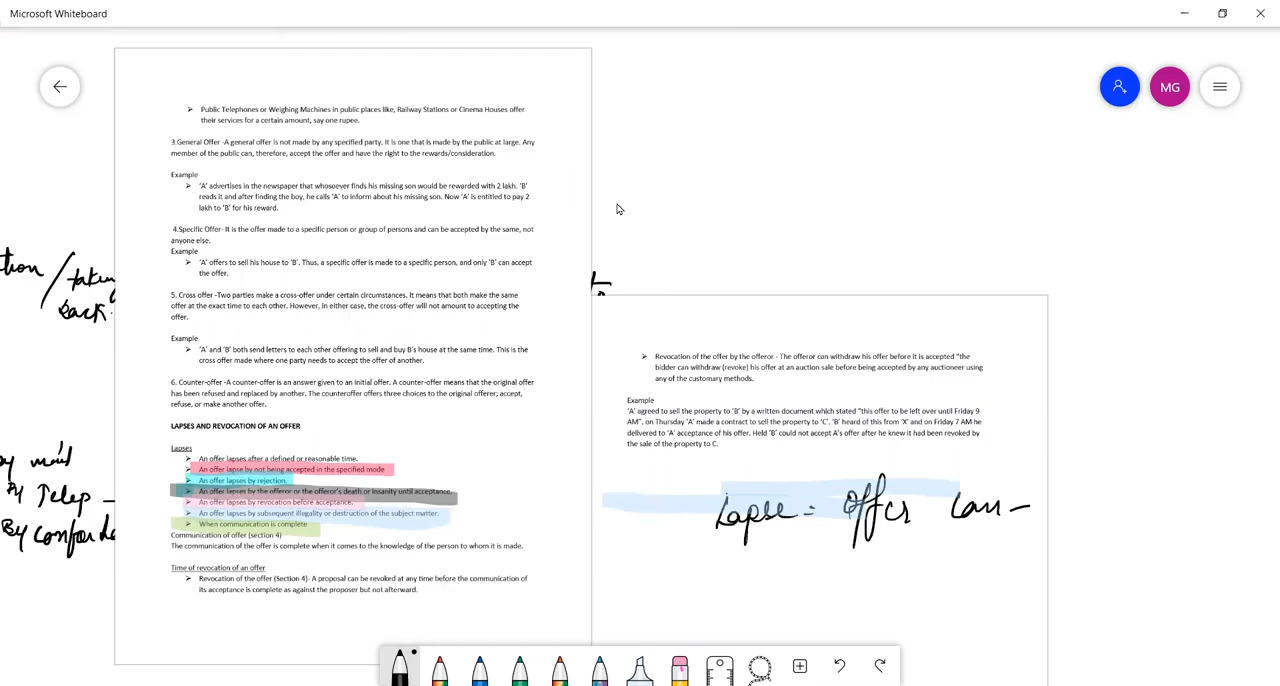 Microsoft Whiteboard
MG
➤ Public Telephones or Weighing Machines in public places like, Railway Stations or Cinema Houses offer
their services for a certain amount, say one rupee.
3.General Offer -A general offer is not made by any specified party. It is one that is made by the public at large. Any
member of the public can, therefore, accept the offer and have the right to the rewards/consideration.
Example
➤ 'A' advertises in the newspaper that whosoever finds his missing son would be rewarded with 2 lakh. 'B'
reads it and after finding the boy, he calls 'A' to inform about his missing son. Now 'A' is entitled to pay 2
lakh to 'B' for his reward.
4.Specific Offer- It is the offer made to a specific person or group of persons and can be accepted by the same, not
anyone else.
Example
➤ 'A' offers to sell his house to 'B'. Thus, a specific offer is made to a specific person, and only 'B' can accept
the offer.
5. Cross offer -Two parties make a cross-offer under certain circumstances. It means that both make the same
offer at the exact time to each other. However, in either case, the cross-offer will not amount to accepting the
offer.
Example
➤ 'A' and 'B' both send letters to each other offering to sell and buy B's house at the same time. This is the
cross offer made where one party needs to accept the offer of another.
6. Counter-offer -A counter-offer is an answer given to an initial offer. A counter-offer means that the original offer
has been refused and replaced by another. The counteroffer offers three choices to the original offerer; accept,
refuse, or make another offer.
LAPSES AND REVOCATION OF AN OFFER
Lapses
➤ An offer lapses after a defined or reasonable time.
➤ An offer lapse by not being accepted in the specified mode
➤ An offer lapses by rejection.
➤ An offer lapses by the offeror or the offeror's death or insanity until acceptance.
➤ An offer lapses by revocation before acceptance.
➤ An offer lapses by subsequent illegality or destruction of the subject matter.
➤ When communication is complete
Communication of offer (section 4)
The communication of the offer is complete when it comes to the knowledge of the person to whom it is made.
Time of revocation of an offer
➤ Revocation of the offer (Section 4)- A proposal can be revoked at any time before the communication of
its acceptance is complete as against the proposer but not afterward.
/ taken
back.
by mail
By Telep
By
➤ Revocation of the offer by the offeror - The offeror can withdraw his offer before it is accepted "the
bidder can withdraw (revoke) his offer at an auction sale before being accepted by any auctioneer using
any of the customary methods.
Example
'A' agreed to sell the property to 'B' by a written document which stated "this offer to be left over until Friday 9
AM". on Thursday 'A' made a contract to sell the property to 'C'. 'B' heard of this from 'X' and on Friday 7 AM he
delivered to 'A' acceptance of his offer. Held 'B' could not accept A's offer after he knew it had been revoked by
the sale of the property to C.
Lapse = Offer can -